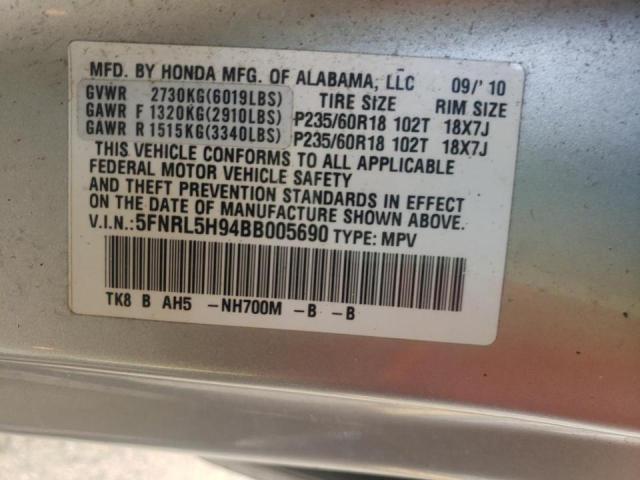 MFD. BY HONDA MFG. OF ALABAMA, LLC 09/'10
GVWR 2730KG(6019LBS) TIRE SIZE RIM SIZE
GAWR F 1320KG(2910LBS) P235/60R18 102T 18X7J
GAWR R 1515KG(3340LBS) P235/60R18 102T 18X7J
THIS VEHICLE CONFORMS TO ALL APPLICABLE
FEDERAL MOTOR VEHICLE SAFETY
AND THEFT PREVENTION STANDARDS IN EFFECT
ON THE DATE OF MANUFACTURE SHOWN ABOVE.
V.I.N.:5FNRL5H94BB005690 TYPE: MPV
TK8 B AH5 -NH700M -B -B